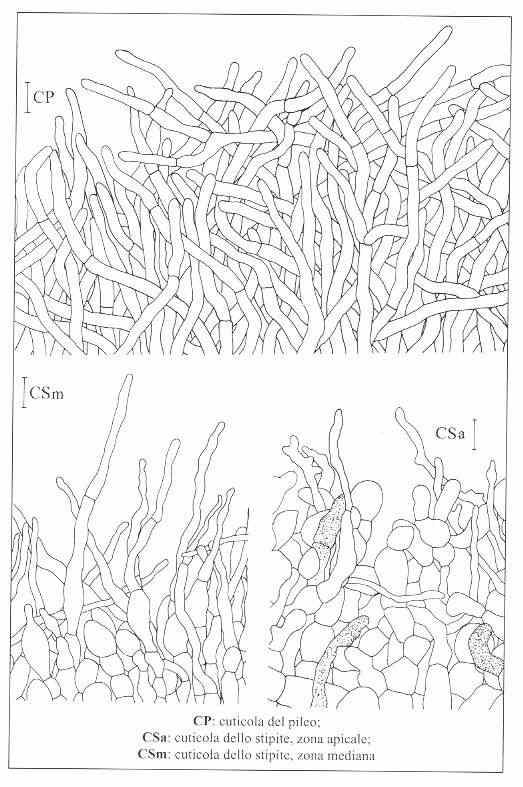 CP
CSm
CSa
CP: cuticola del pileo;
CSa: cuticola dello stipite, zona apicale;
CSm: cuticola dello stipite, zona mediana